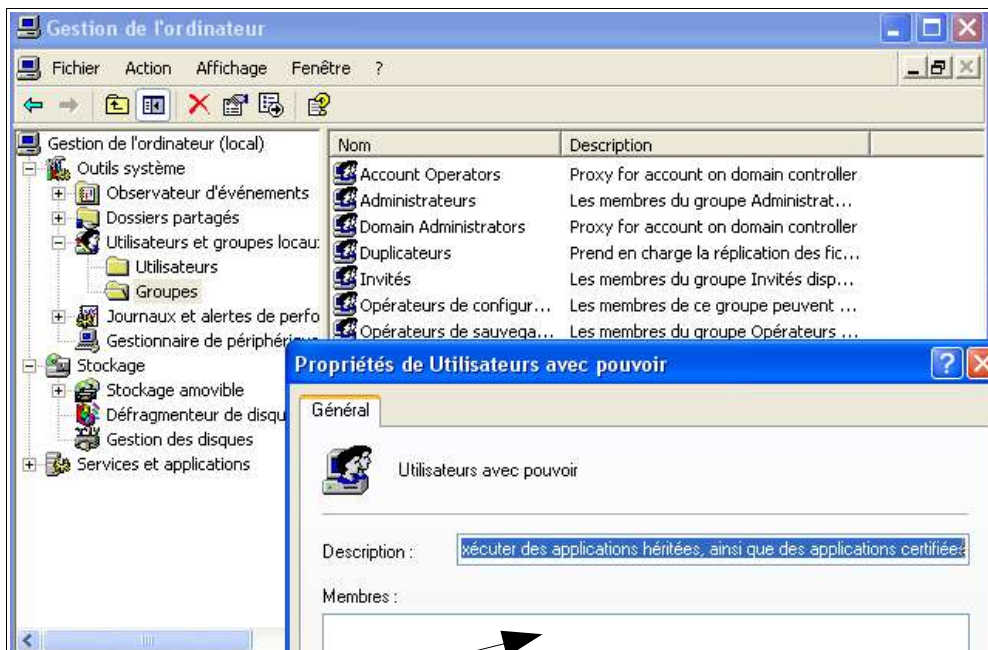 Gestion de l'ordinateur
Fichier Action Affichage Fenêtre ?
Gestion de l'ordinateur (local)
Outils système
Observateur d'événements
Dossiers partagés
Utilisateurs et groupes locau
Utilisateurs
Groupes
Journaux et alertes de perfo
Gestionnaire de périphérique
Stockage
Stockage amovible
Défragmenteur de disqu
Gestion des disques
Services et applications
Nom Description
Account Operators Proxy for account on domain controller
Administrateurs Les membres du groupe Administrat...
Domain Administrators Proxy for account on domain controller
Duplicateurs Prend en charge la réplication des fic...
Invités Les membres du groupe Invités disp...
Opérateurs de configur... Les membres de ce groupe peuvent ...
Opérateurs de sauvega... Les membres du groupe Opérateurs ...
Propriétés de Utilisateurs avec pouvoir
Général
Utilisateurs avec pouvoir
Description : xécuter des applications héritées, ainsi que des applications certifiées
Membres :